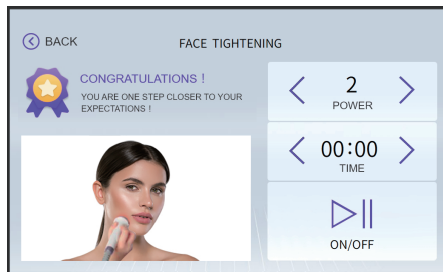 BACK
FACE TIGHTENING
CONGRATULATIONS !
YOU ARE ONE STEP CLOSER TO YOUR
EXPECTATIONS !
2
POWER
00:00
TIME
ON/OFF